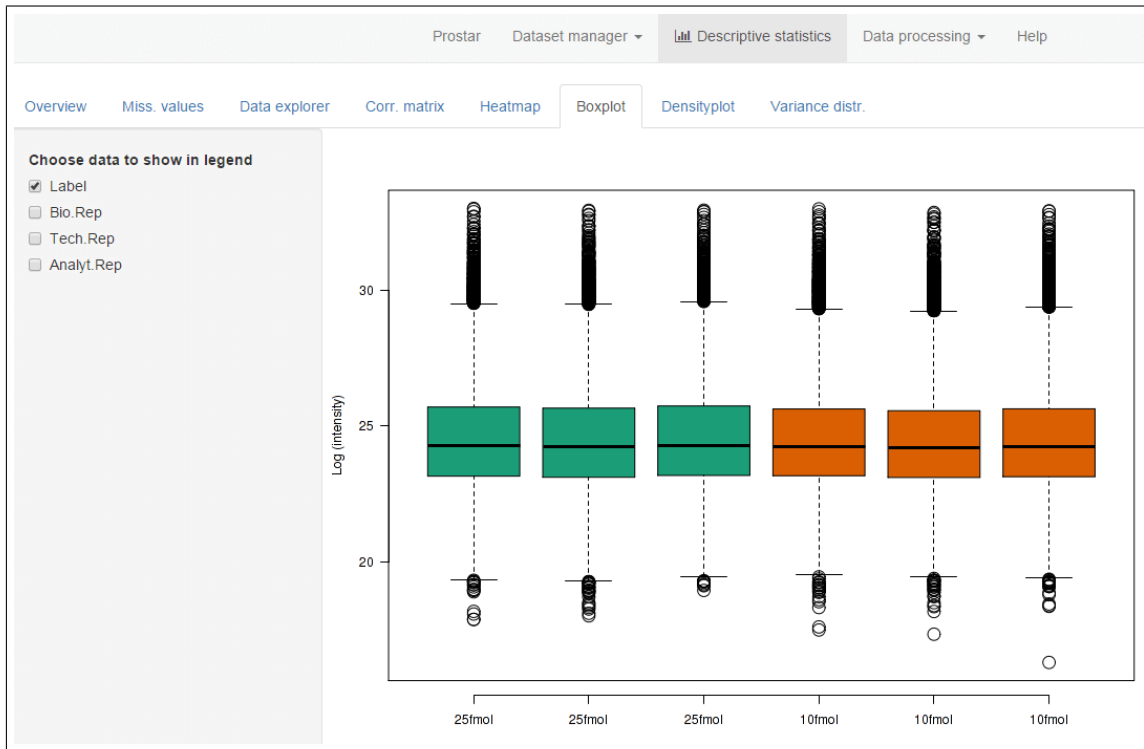 Prostar Dataset manager Descriptive statistics Data processing Help
Overview Miss. values Data explorer Corr. matrix Heatmap Boxplot Densityplot Variance distr.
Choose data to show in legend
Label
Bio.Rep
Tech.Rep
Analyt.Rep
Log (intensity)
30
25
20
25fmol 25fmol 25fmol 10fmol 10fmol 10fmol